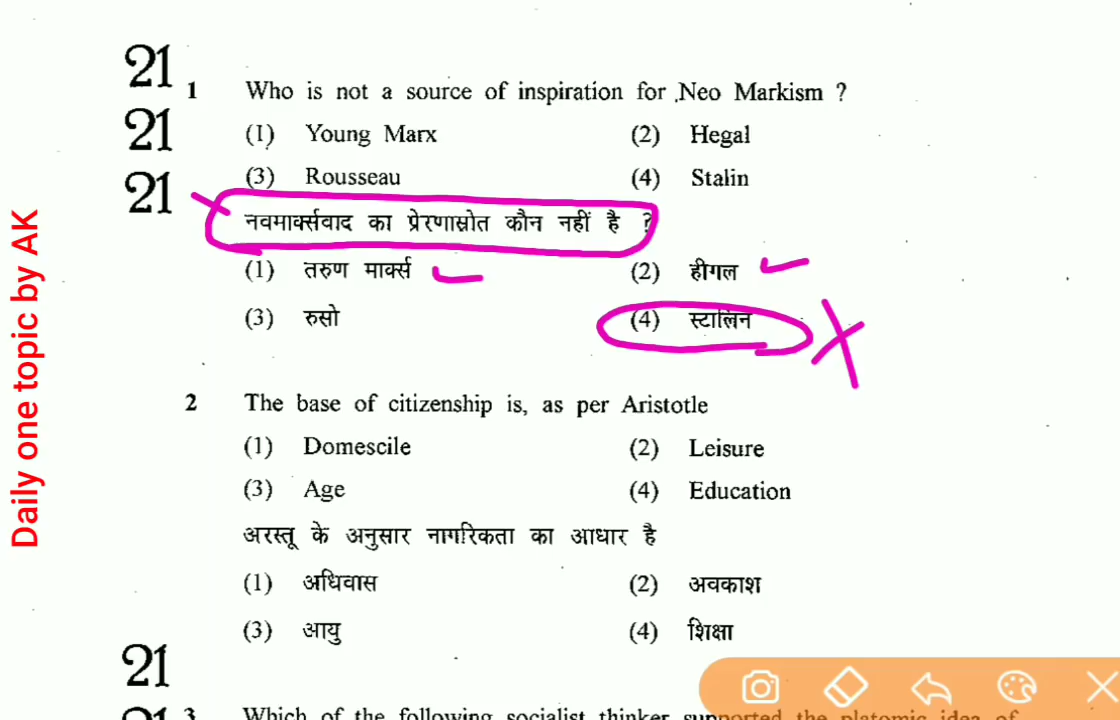 21
1 Who is not a source of inspiration for Neo Markism ?
21
(1) Young Marx (2) Hegal
21
(3) Rousseau (4) Stalin
नवमार्क्सवाद का प्रेरणास्रोत कौन नहीं है ?
(1) तरुण मार्क्स (2) हीगल
(3) रुसो (4) स्टालिन
Daily one topic by AK
2 The base of citizenship is, as per Aristotle
(1) Domescile (2) Leisure
(3) Age (4) Education
अरस्तू के अनुसार नागरिकता का आधार है
(1) अधिवास (2) अवकाश
(3) आयु (4) शिक्षा
21
21
3 Which of the following socialist thinker supported the platomic idea of